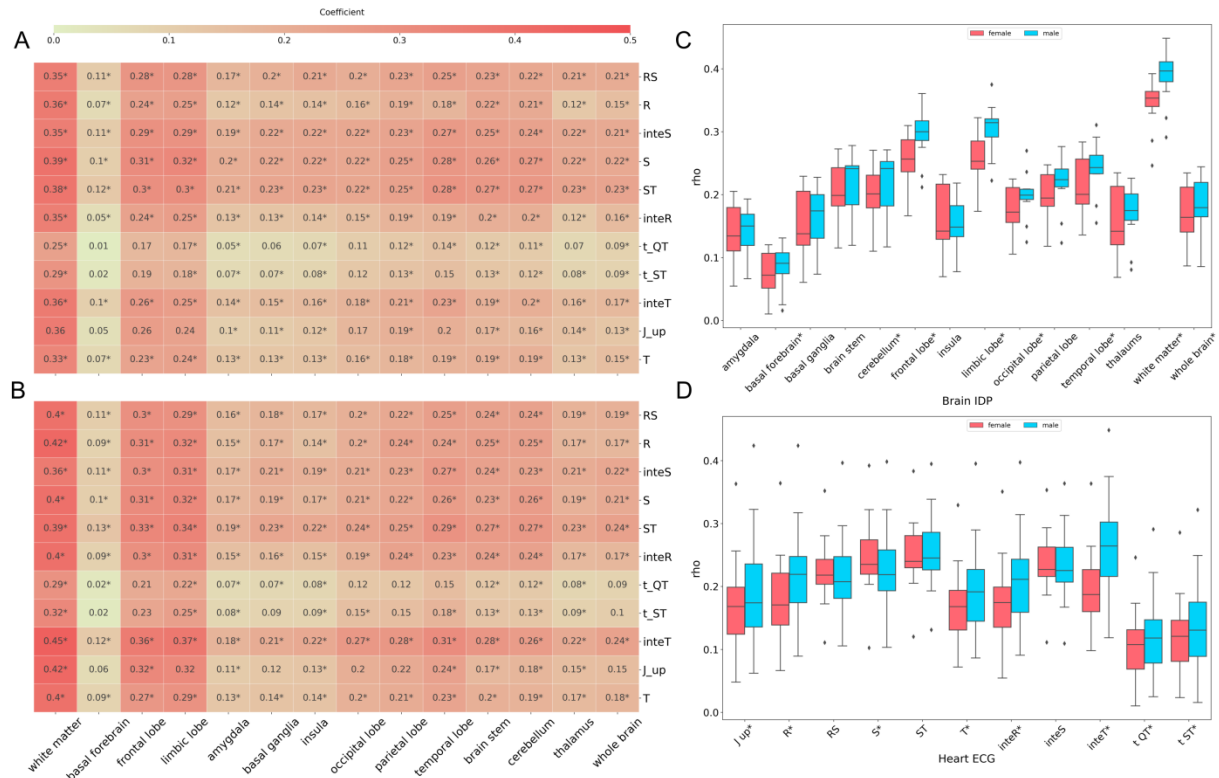 Coefficient
0.0 0.1 0.2 0.3 0.4 0.5
A
0.35* 0.11* 0.28* 0.28* 0.17* 0.2* 0.21* 0.2* 0.23* 0.25* 0.23* 0.22* 0.21* 0.21* RS
0.36* 0.07* 0.24* 0.25* 0.1* 0.14* 0.14* 0.16* 0.19* 0.2* 0.22* 0.21* 0.12* 0.15* R
0.35* 0.11* 0.29* 0.29* 0.2* 0.22* 0.22* 0.22* 0.23* 0.27* 0.25* 0.24* 0.22* 0.21* inteS
0.39* 0.1* 0.31* 0.32* 0.2* 0.22* 0.22* 0.2* 0.25* 0.28* 0.26* 0.27* 0.22* 0.22* S
0.38* 0.12* 0.3* 0.3* 0.21* 0.23* 0.23* 0.28* 0.27* 0.27* 0.23* 0.23* ST
0.35* 0.05* 0.13* 0.13* 0.14* 0.15* 0.19* 0.19* 0.2* 0.2* 0.12* 0.16* inteR
0.25* 0.17 0.17* 0.05* 0.06 0.07* 0.11 0.12* 0.14* 0.12* 0.11* 0.07 0.09* t_QT
0.29* 0.02 0.19 0.18* 0.07* 0.07* 0.08* 0.12 0.13* 0.15 0.13* 0.12* 0.08* 0.09* t_ST
0.36* 0.1* 0.26* 0.25* 0.14* 0.15* 0.16* 0.18* 0.21* 0.23* 0.19* 0.2* 0.16* 0.17* inteT
0.36 0.05 0.26 0.24 0.1* 0.11* 0.12* 0.17 0.19* 0.2 0.17* 0.16* 0.14* 0.13* J_up
0.33* 0.07* 0.23* 0.24* 0.12* 0.13* 0.13* 0.16* 0.18* 0.19* 0.19* 0.19* 0.13* 0.15* T
B
0.4* 0.11* 0.3* 0.29* 0.16* 0.18* 0.17* 0.2* 0.22* 0.25* 0.24* 0.24* 0.19* 0.19* RS
0.42* 0.09* 0.31* 0.32* 0.15* 0.17* 0.15* 0.2* 0.24* 0.24* 0.25* 0.25* 0.17* 0.17* R
0.36* 0.11* 0.3* 0.31* 0.17* 0.21* 0.19* 0.2* 0.23* 0.27* 0.24* 0.23* 0.21* 0.22* inteS
0.4* 0.1* 0.31* 0.32* 0.17* 0.19* 0.17* 0.21* 0.22* 0.26* 0.23* 0.26* 0.19* 0.21* S
0.39* 0.13* 0.33* 0.34* 0.19* 0.23* 0.2* 0.22* 0.25* 0.29* 0.27* 0.27* 0.23* 0.24* ST
0.4* 0.09* 0.3* 0.31* 0.15* 0.16* 0.15* 0.19* 0.23* 0.24* 0.24* 0.17* 0.17* inteR
0.29* 0.02* 0.21 0.22 0.07* 0.07* 0.08* 0.12 0.15* 0.12* 0.12* 0.08* 0.09 t_QT
0.32* 0.02 0.23 0.25* 0.08* 0.09 0.09* 0.15* 0.15 0.18* 0.13* 0.13* 0.09* 0.1 t_ST
0.45* 0.12* 0.36* 0.37* 0.18* 0.21* 0.2* 0.27* 0.28* 0.3* 0.28* 0.26* 0.22* 0.24* inteT
0.42* 0.06 0.32* 0.32 0.11* 0.12 0.13* 0.2 0.22 0.24* 0.17* 0.18* 0.15* 0.15 J_up
0.4* 0.09* 0.27* 0.29* 0.13* 0.14* 0.14* 0.2* 0.21* 0.23* 0.2* 0.19* 0.17* 0.18* T
white matter basal forebrain frontal lobe limbic lobe amygdala basal ganglia insula occipital lobe parietal lobe temporal lobe brain stem cerebellum thalamus whole brain
C
female male
0.4
0.3
0.2
0.1
0.0
rho
amygdala basal forebrain* basal ganglia brain stem cerebellum* frontal lobe* insula limbic lobe* occipital lobe* parietal lobe temporal lobe* thalaums white matter* whole brain*
Brain IDP
D
female male
0.4
0.3
0.2
0.1
0.0
rho
J up* R* RS S* ST T* inteR* inteS inteT* t QT* t ST*
Heart ECG